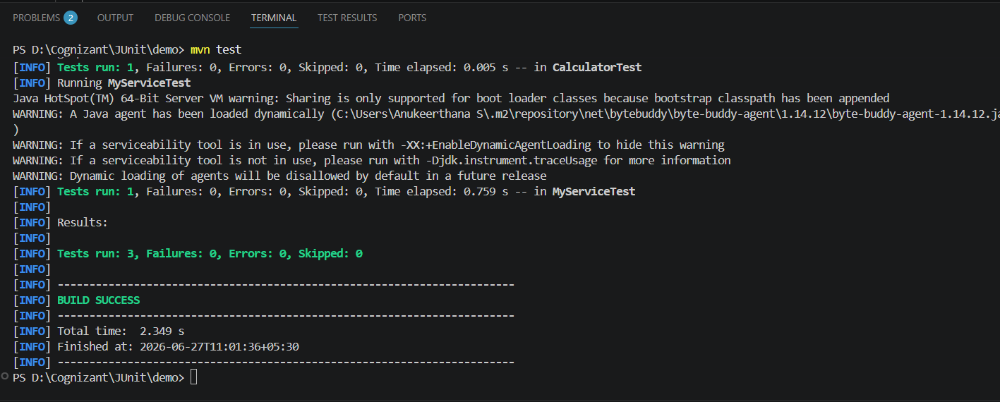 PROBLEMS 2 OUTPUT DEBUG CONSOLE TERMINAL TEST RESULTS PORTS
PS D:\Cognizant\JUnit\demo> mvn test
[INFO] Tests run: 1, Failures: 0, Errors: 0, Skipped: 0, Time elapsed: 0.005 s -- in CalculatorTest
[INFO] Running MyServiceTest
Java HotSpot(TM) 64-Bit Server VM warning: Sharing is only supported for boot loader classes because bootstrap classpath has been appended
WARNING: A Java agent has been loaded dynamically (C:\Users\Anukeerthana S\.m2\repository\net\bytebuddy\byte-buddy-agent\1.14.12\byte-buddy-agent-1.14.12.ja
)
WARNING: If a serviceability tool is in use, please run with -XX:+EnableDynamicAgentLoading to hide this warning
WARNING: If a serviceability tool is not in use, please run with -Djdk.instrument.traceUsage for more information
WARNING: Dynamic loading of agents will be disallowed by default in a future release
[INFO] Tests run: 1, Failures: 0, Errors: 0, Skipped: 0, Time elapsed: 0.759 s -- in MyServiceTest
[INFO]
[INFO] Results:
[INFO]
[INFO] Tests run: 3, Failures: 0, Errors: 0, Skipped: 0
[INFO]
[INFO] ------------------------------------------------------------------------
[INFO] BUILD SUCCESS
[INFO] ------------------------------------------------------------------------
[INFO] Total time:  2.349 s
[INFO] Finished at: 2026-06-27T11:01:36+05:30
[INFO] ------------------------------------------------------------------------
PS D:\Cognizant\JUnit\demo>